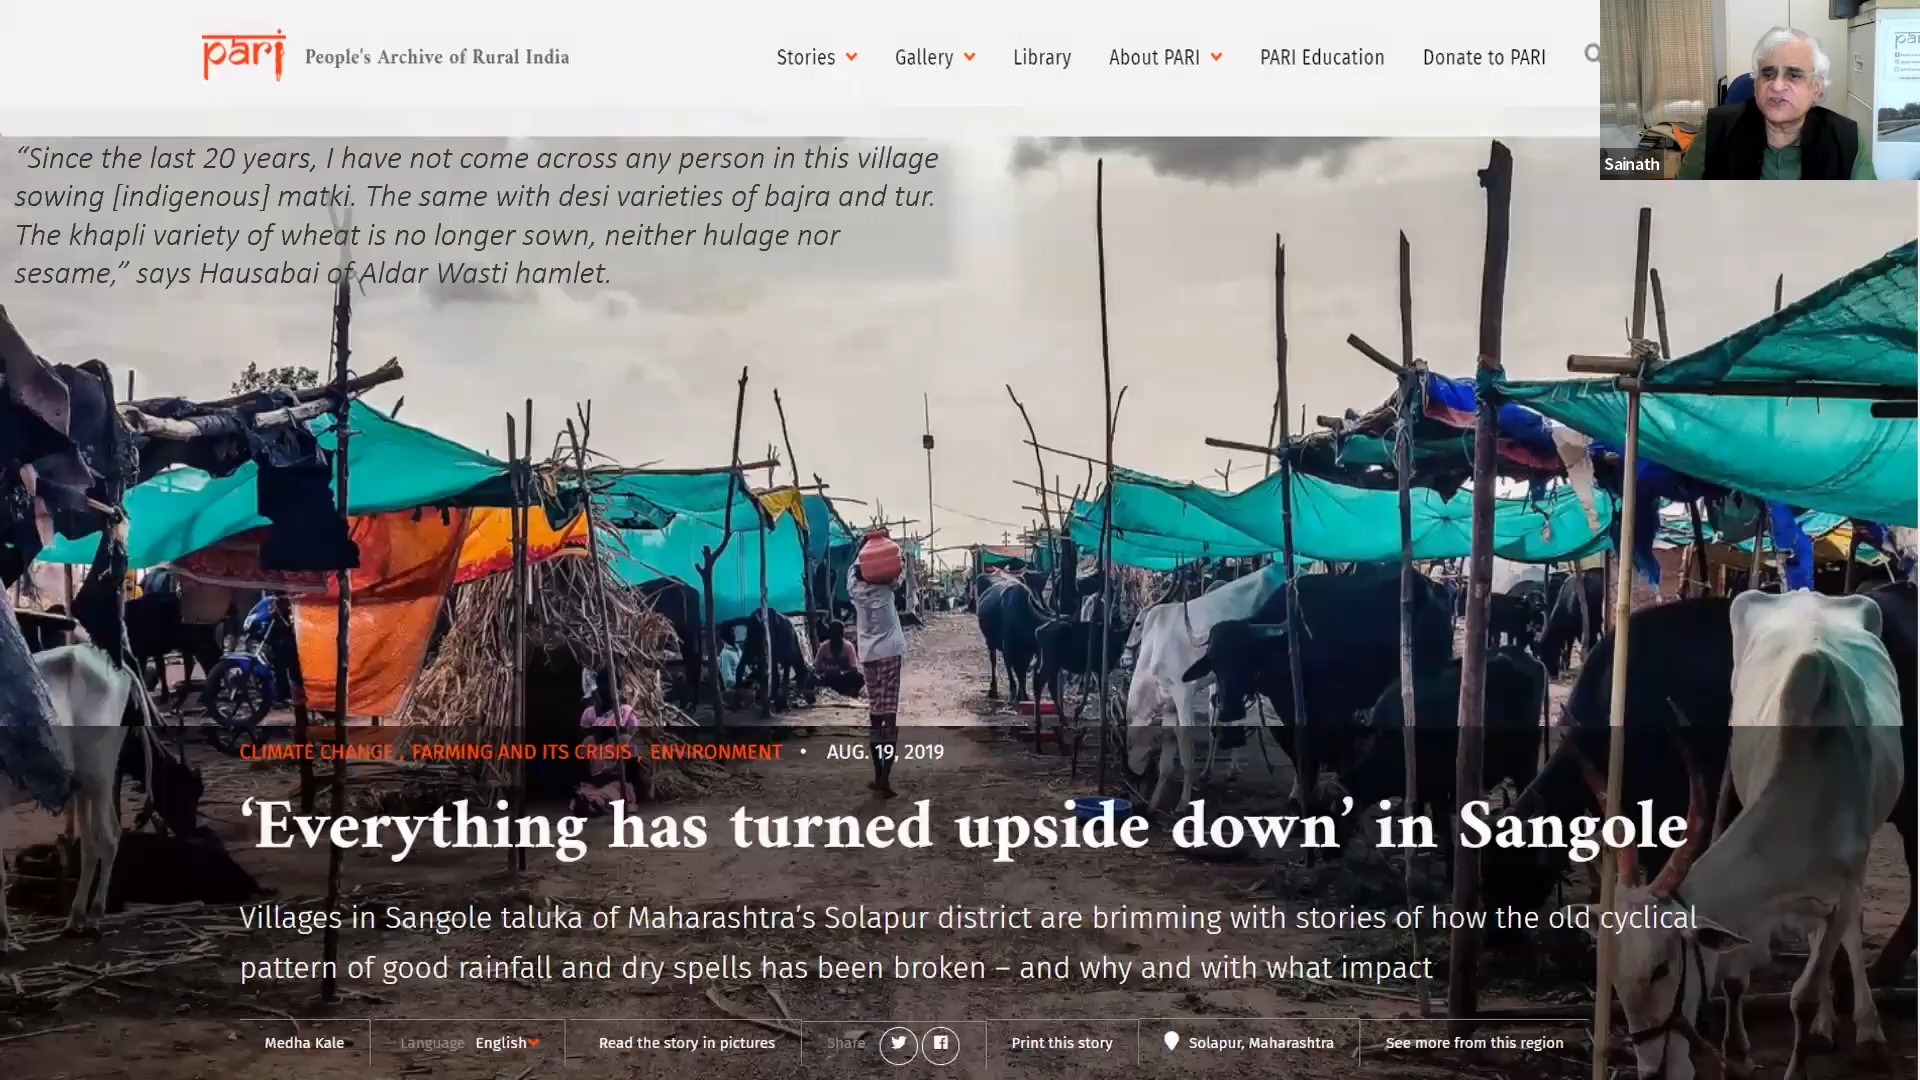 pari People's Archive of Rural India Stories Gallery Library About PARI PARI Education Donate to PARI
Sainath
“Since the last 20 years, I have not come across any person in this village
sowing [indigenous] matki. The same with desi varieties of bajra and tur.
The khapli variety of wheat is no longer sown, neither hulage nor
sesame,” says Hausabai of Aldar Wasti hamlet.
CLIMATE CHANGE , FARMING AND ITS CRISIS , ENVIRONMENT • AUG. 19, 2019
‘Everything has turned upside down’ in Sangole
Villages in Sangole taluka of Maharashtra’s Solapur district are brimming with stories of how the old cyclical
pattern of good rainfall and dry spells has been broken – and why and with what impact
Medha Kale Language English Read the story in pictures Share Print this story Solapur, Maharashtra See more from this region